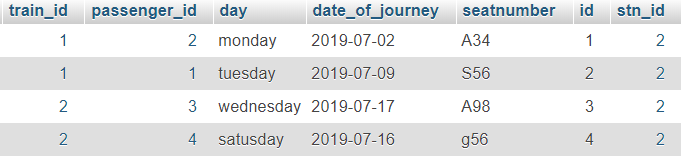 train_id passenger_id day date_of_journey seatnumber id stn_id
1 2 monday 2019-07-02 A34 1 2
1 1 tuesday 2019-07-09 S56 2 2
2 3 wednesday 2019-07-17 A98 3 2
2 4 satusday 2019-07-16 g56 4 2